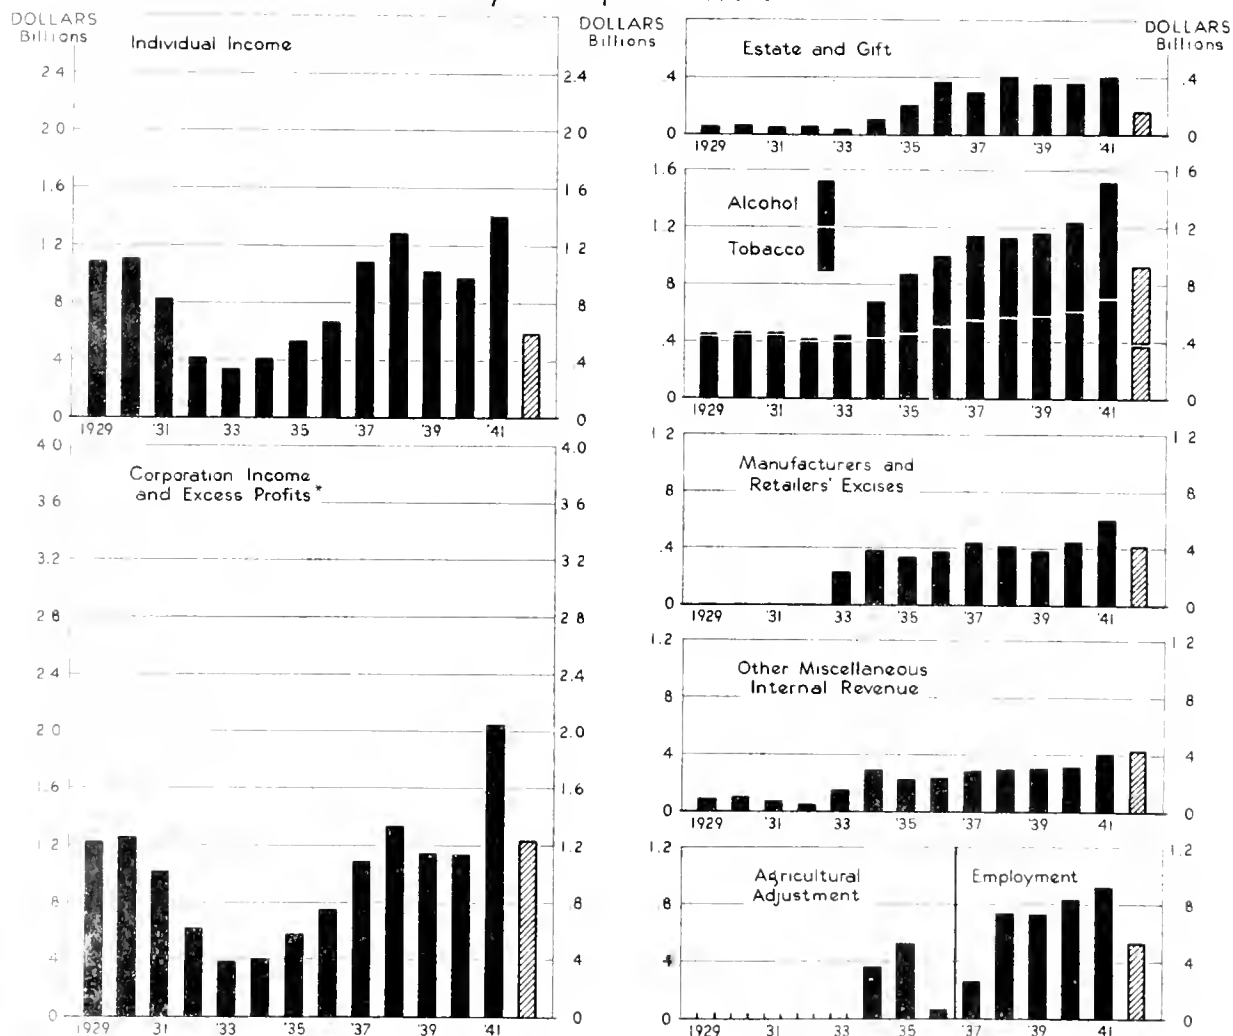 DOLLARS
Billions
Individual Income
2.4
2.0
1.6
1.2
.8
.4
0
1929 '31 '33 '35 '37 '39 '41
DOLLARS
Billions
2.4
2.0
1.6
1.2
.8
.4
0
Corporation Income
and Excess Profits*
4.0
3.6
3.2
2.8
2.4
2.0
1.6
1.2
.8
.4
0
1929 '31 '33 '35 '37 '39 '41
4.0
3.6
3.2
2.8
2.4
2.0
1.6
1.2
.8
.4
0
Estate and Gift
DOLLARS
Billions
.4
0
1929 '31 '33 '35 '37 '39 '41
.4
0
Alcohol
Tobacco
1.6
1.2
.8
.4
0
1929 '31 '33 '35 '37 '39 '41
1.6
1.2
.8
.4
0
Manufacturers and
Retailers' Excises
1.2
.8
.4
0
1929 '31 '33 '35 '37 '39 '41
1.2
.8
.4
0
Other Miscellaneous
Internal Revenue
1.2
.8
.4
0
1929 '31 '33 '35 '37 '39 '41
1.2
.8
.4
0
Agricultural
Adjustment
Employment
1.2
.8
.4
0
1929 '31 '33 '35 '37 '39 '41
1.2
.8
.4
0